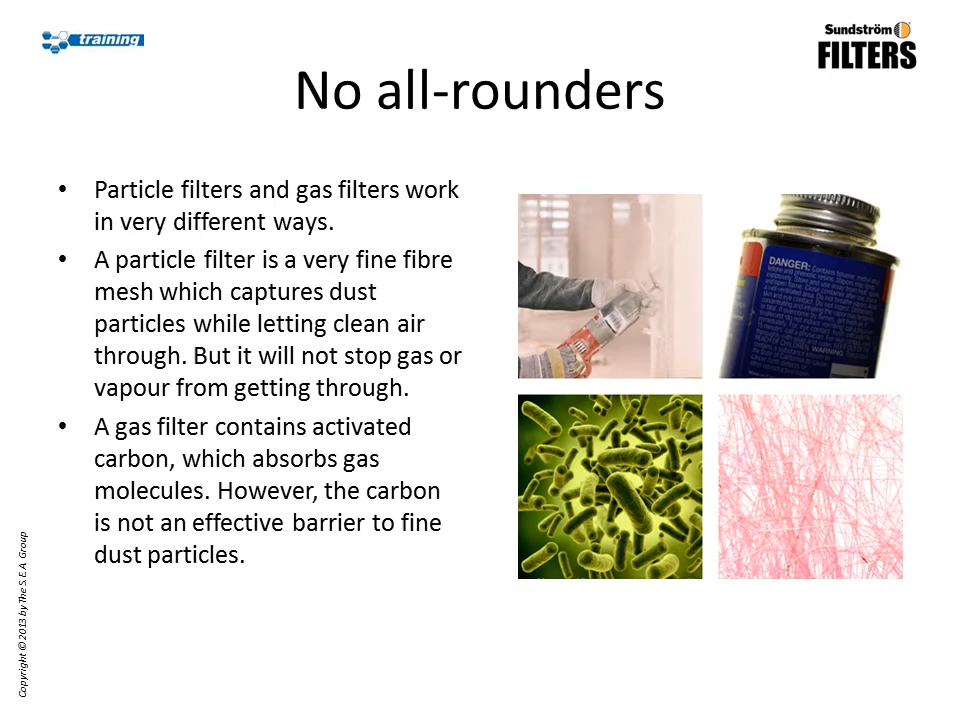 training
Sundström
FILTERS
No all-rounders
• Particle filters and gas filters work
in very different ways.
• A particle filter is a very fine fibre
mesh which captures dust
particles while letting clean air
through. But it will not stop gas or
vapour from getting through.
• A gas filter contains activated
carbon, which absorbs gas
molecules. However, the carbon
is not an effective barrier to fine
dust particles.
DANGER: Contains toluene,
WARNING
Copyright © 2013 by The S.E.A. Group